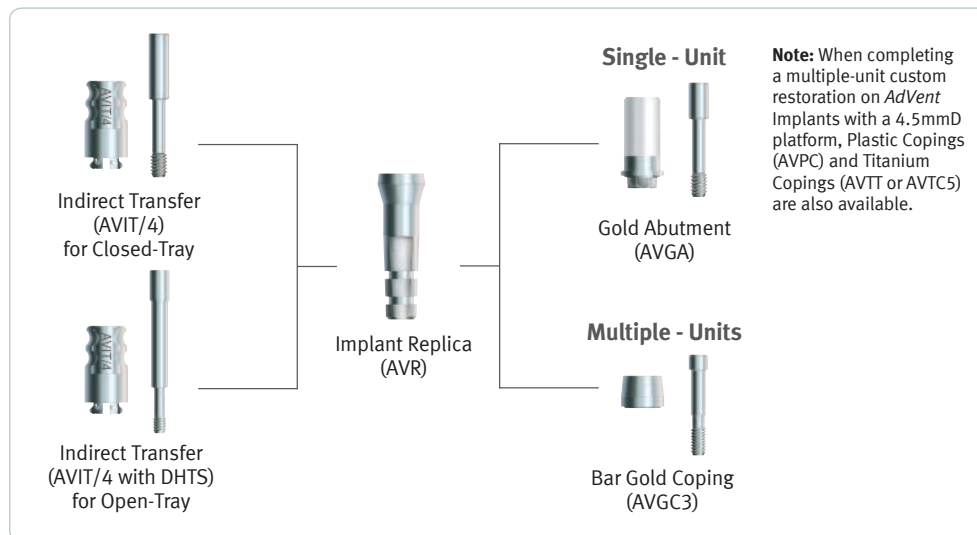 Indirect Transfer
(AVIT/4)
for Closed-Tray
AVIT/4
Indirect Transfer
(AVIT/4 with DHTS)
for Open-Tray
AVIT/4
Implant Replica
(AVR)
Single - Unit
Gold Abutment
(AVGA)
Multiple - Units
Bar Gold Coping
(AVGC3)
Note: When completing
a multiple-unit custom
restoration on AdVent
Implants with a 4.5mmD
platform, Plastic Copings
(AVPC) and Titanium
Copings (AVTT or AVTC5)
are also available.